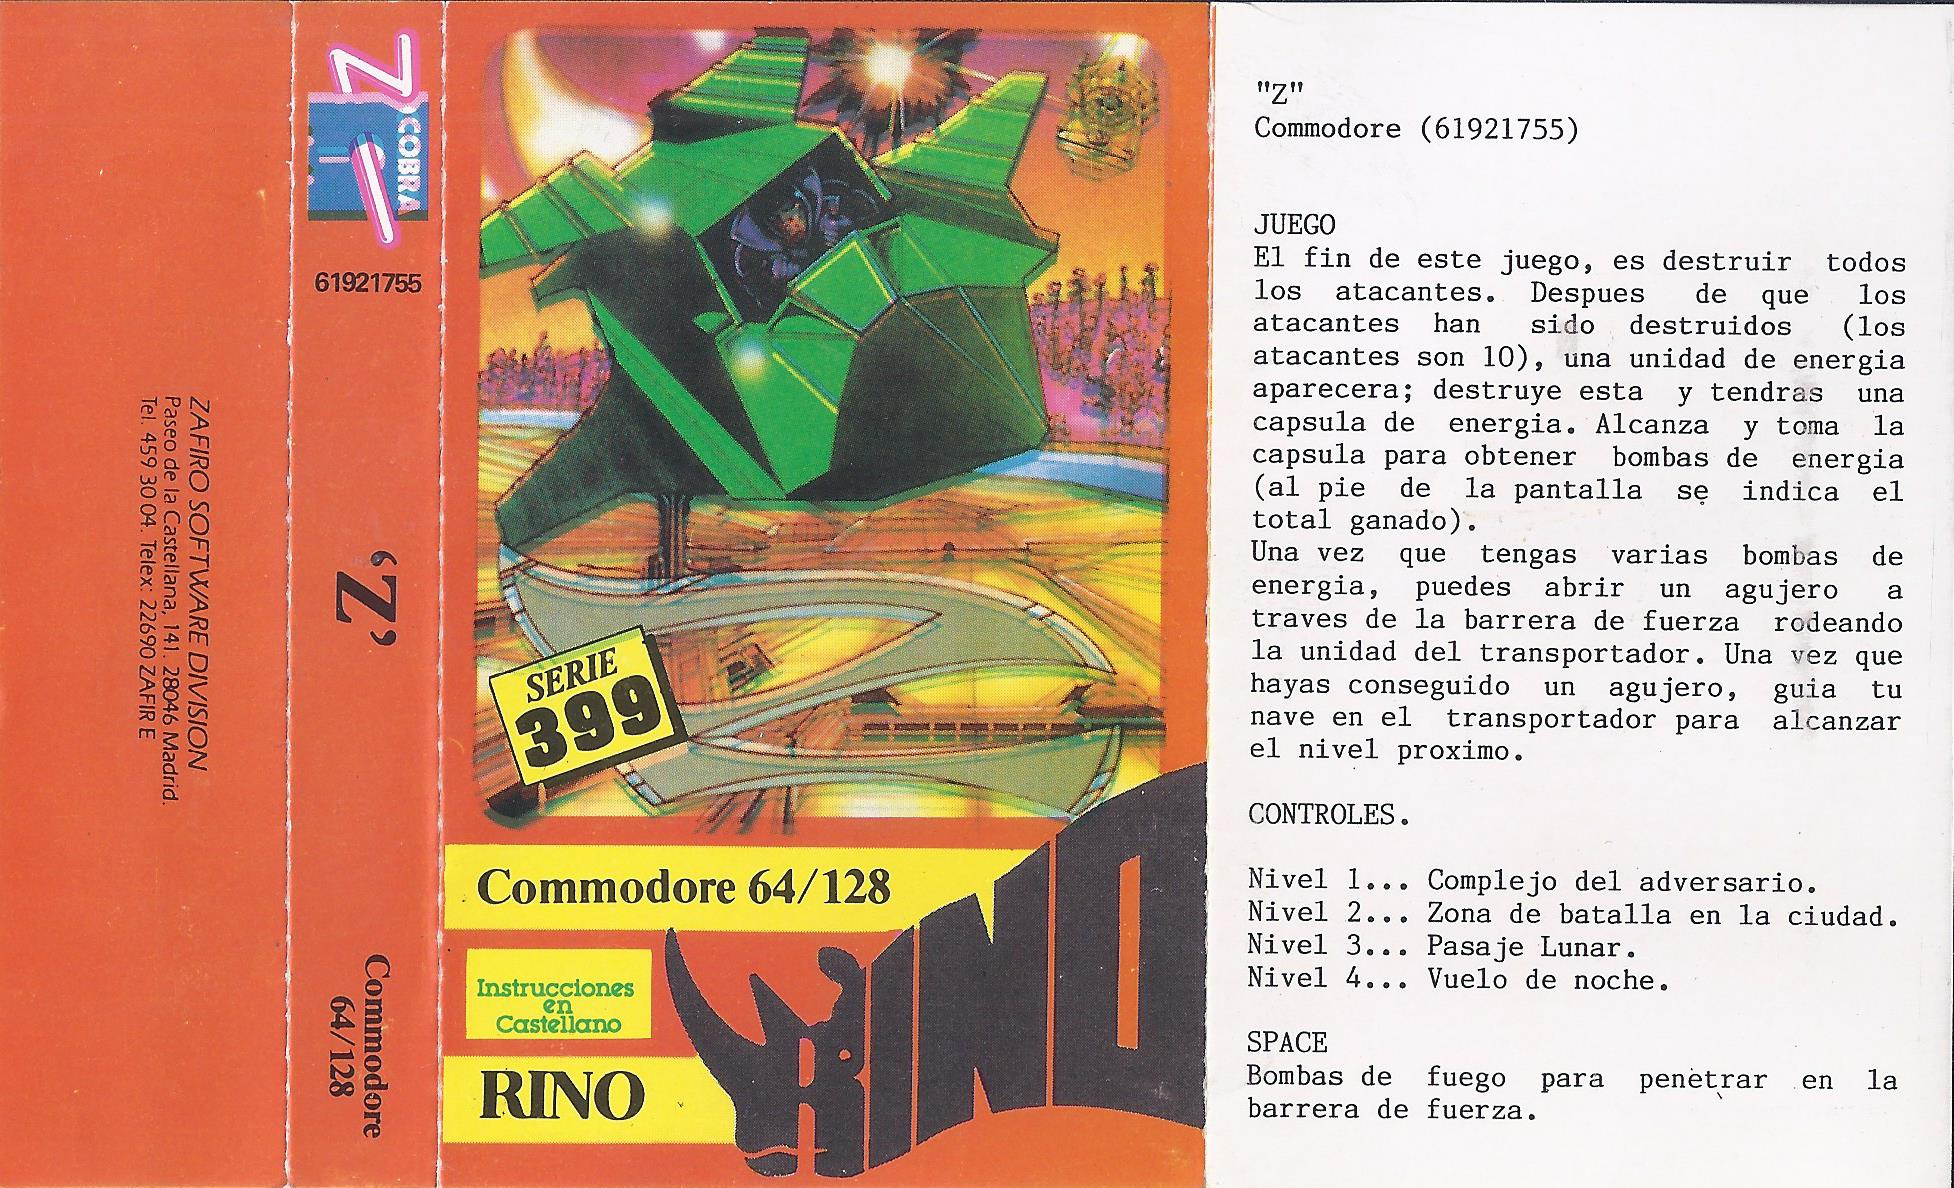 ZAFIRO SOFTWARE DIVISION
Paseo de la Castellana, 141. 28046 Madrid.
Tel. 459 30 04. Telex: 22690 ZAFIR E
Z COBRA
61921755
‘Z’
Commodore
64/128
SERIE
399
Commodore 64/128
Instrucciones
en
Castellano
RINO
RINO
"Z"
Commodore (61921755)
JUEGO
El fin de este juego, es destruir todos
los atacantes. Despues de que los
atacantes han sido destruidos (los
atacantes son 10), una unidad de energia
aparecera; destruye esta y tendras una
capsula de energia. Alcanza y toma la
capsula para obtener bombas de energia
(al pie de la pantalla se indica el
total ganado).
Una vez que tengas varias bombas de
energia, puedes abrir un agujero a
traves de la barrera de fuerza rodeando
la unidad del transportador. Una vez que
hayas conseguido un agujero, guia tu
nave en el transportador para alcanzar
el nivel proximo.
CONTROLES.
Nivel 1... Complejo del adversario.
Nivel 2... Zona de batalla en la ciudad.
Nivel 3... Pasaje Lunar.
Nivel 4... Vuelo de noche.
SPACE
Bombas de fuego para penetrar en la
barrera de fuerza.